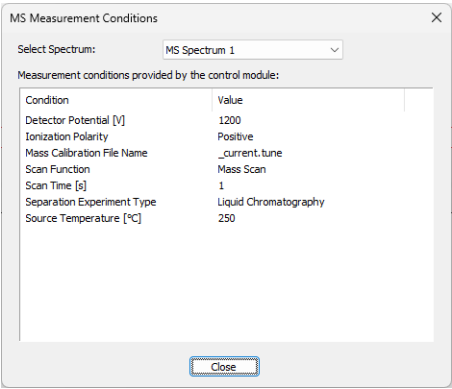 MS Measurement Conditions
Select Spectrum: MS Spectrum 1
Measurement conditions provided by the control module:
Condition Value
Detector Potential [V] 1200
Ionization Polarity Positive
Mass Calibration File Name _current.tune
Scan Function Mass Scan
Scan Time [s] 1
Separation Experiment Type Liquid Chromatography
Source Temperature [°C] 250
Close